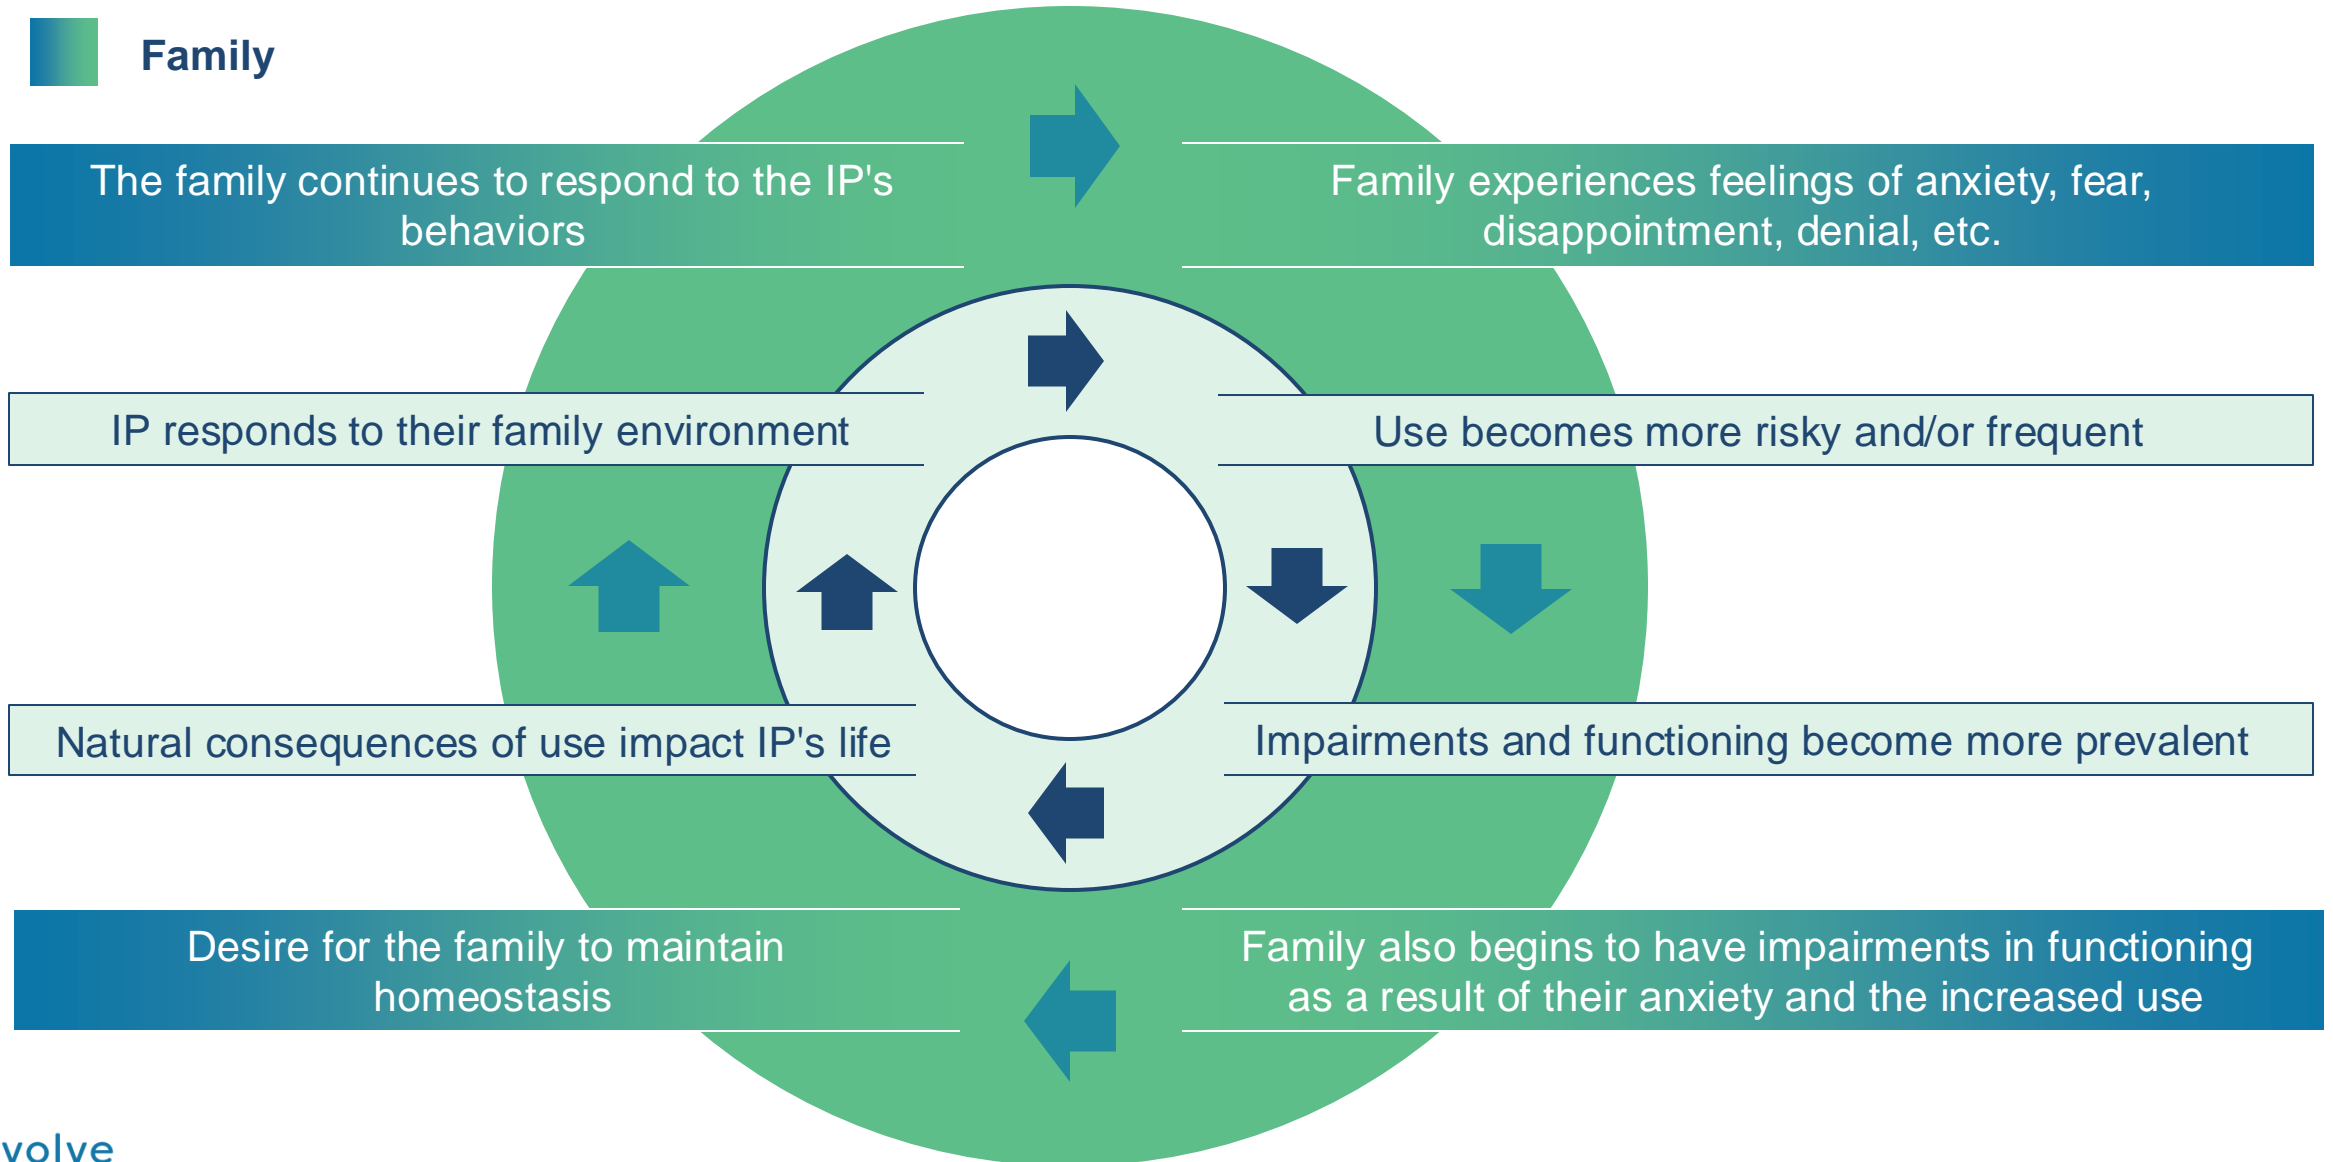 Family
The family continues to respond to the IP's
behaviors
Family experiences feelings of anxiety, fear,
disappointment, denial, etc.
IP responds to their family environment
Use becomes more risky and/or frequent
Natural consequences of use impact IP's life
Impairments and functioning become more prevalent
Desire for the family to maintain
homeostasis
Family also begins to have impairments in functioning
as a result of their anxiety and the increased use
volve